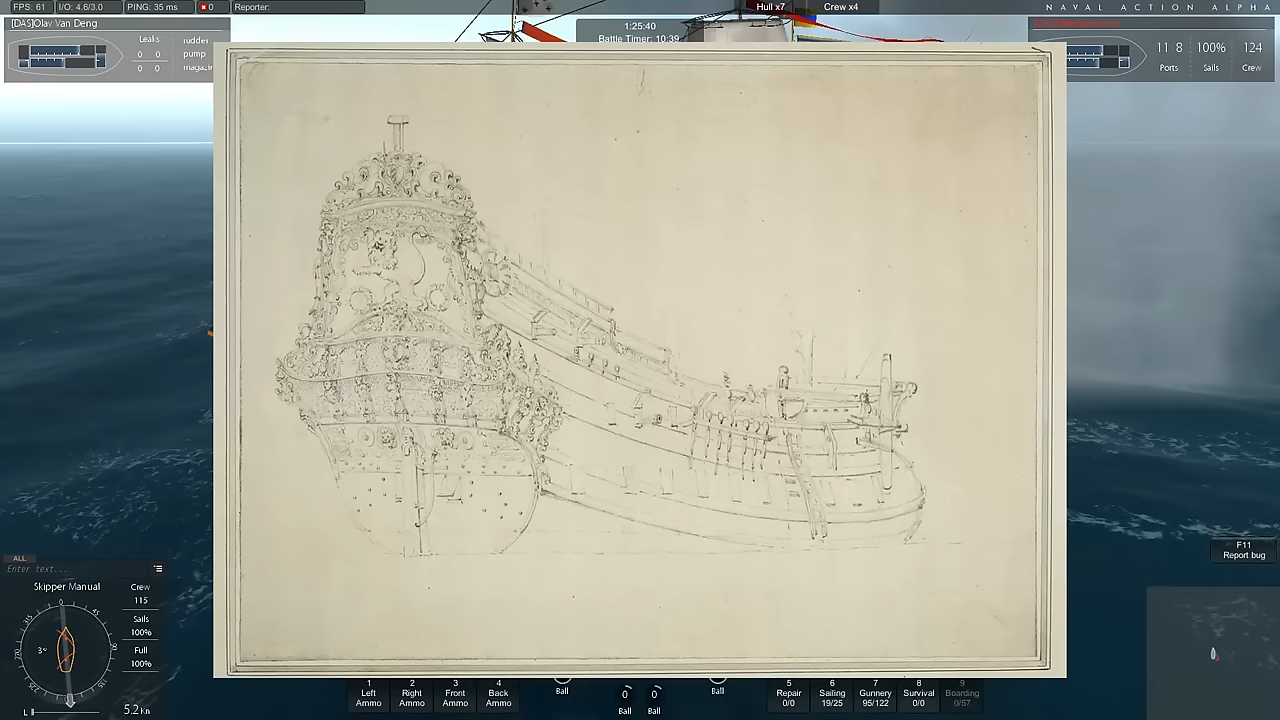 FPS: 61 I/O: 4.6/3.0 PING: 35 ms 0 Reporter:
Hull x7 Crew x4
NAVAL ACTION ALPHA
[DAS]Olav Van Deng
1:25:40
Battle Timer: 10:39
Leaks
0 0
0 0
rudder
pump
11 8 100% 124
Ports Sails Crew
F11
Report bug
ALL
Enter text...
Skipper Manual
Crew
115
Sails
100%
Full
100%
3°
0
45
315
L
5.2 Kn
1 2 3 4
Left Right Front Back
Ammo Ammo Ammo Ammo
Ball
0 0
Ball Ball
Ball
5 6 7 8 9
Repair Sailing Gunnery Survival Boarding
0/0 19/25 95/122 0/0 0/57